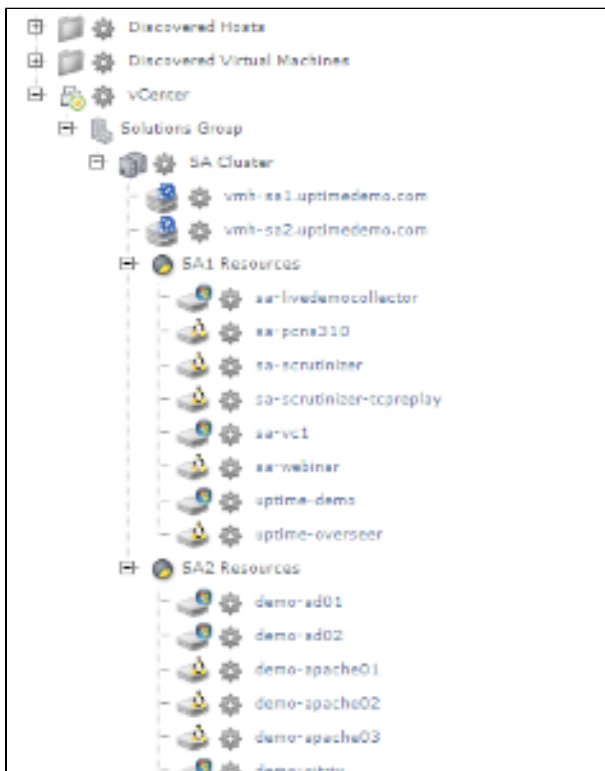 Discovered Hosts
Discovered Virtual Machines
vCenter
Solutions Group
SA Cluster
vmh-sa1.uptimedemo.com
vmh-sa2.uptimedemo.com
SA1 Resources
sa-livedemocollector
sa-pcns310
sa-scrutinizer
sa-scrutinizer-tcpreplay
sa-vc1
sa-webinar
uptime-demo
uptime-overseer
SA2 Resources
demo-ad01
demo-ad02
demo-apache01
demo-apache02
demo-apache03
demo-citrix